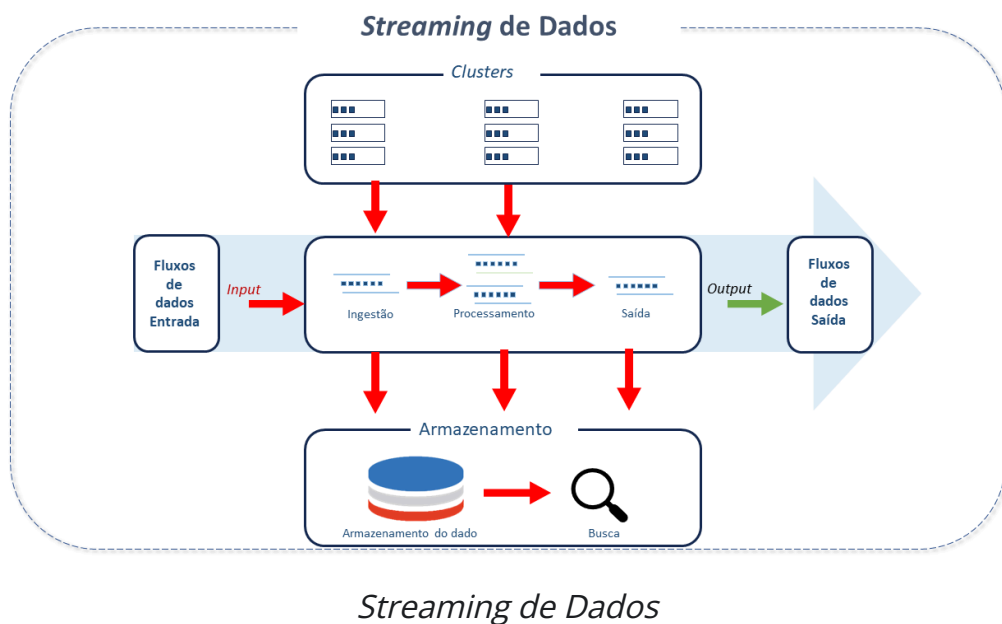 Streaming de Dados
Clusters
Fluxos
de
dados
Entrada
Input
Ingestão
Processamento
Saída
Output
Fluxos
de
dados
Saída
Armazenamento
Armazenamento do dado
Busca
Streaming de Dados